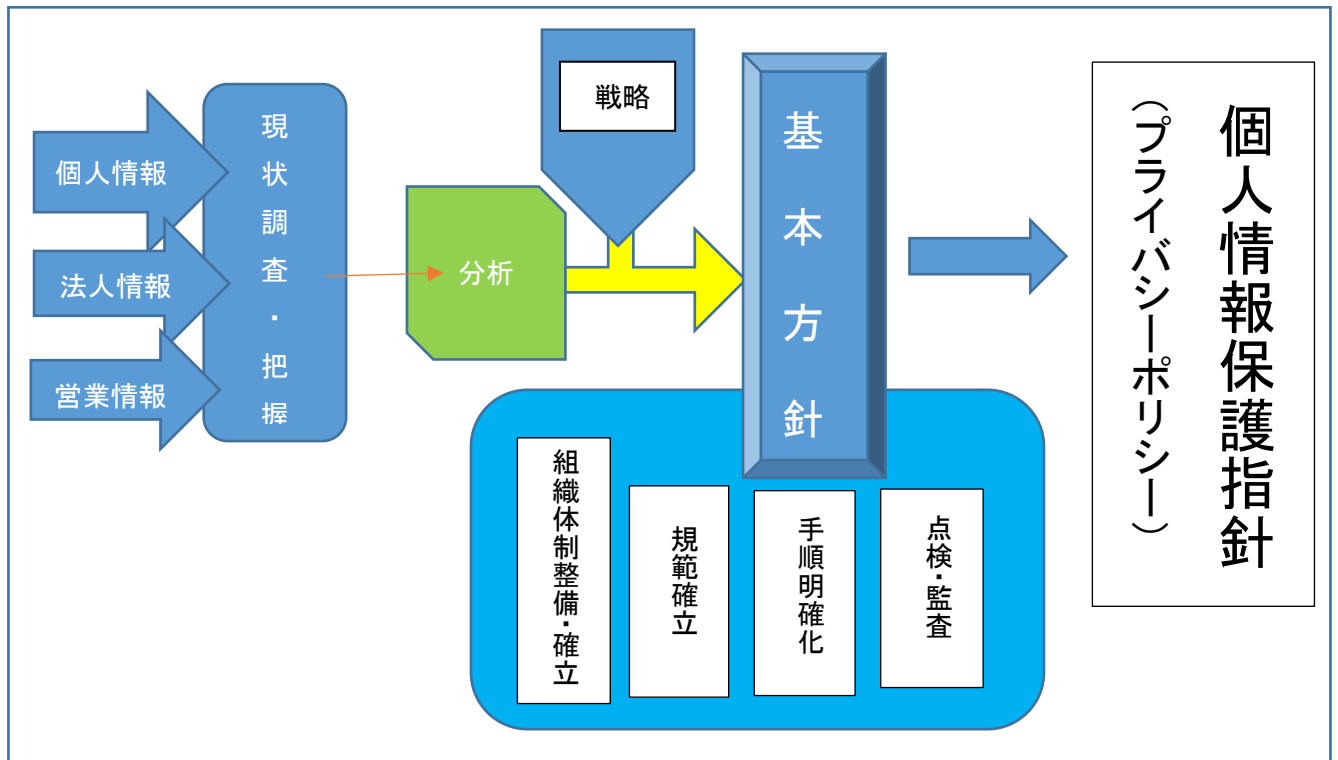 個人情報
法人情報
営業情報
現状調査・把握
分析
戦略
基本方針
組織体制整備・確立
規範確立
手順明確化
点検・監査
個人情報保護指針
（プライバシーポリシー）